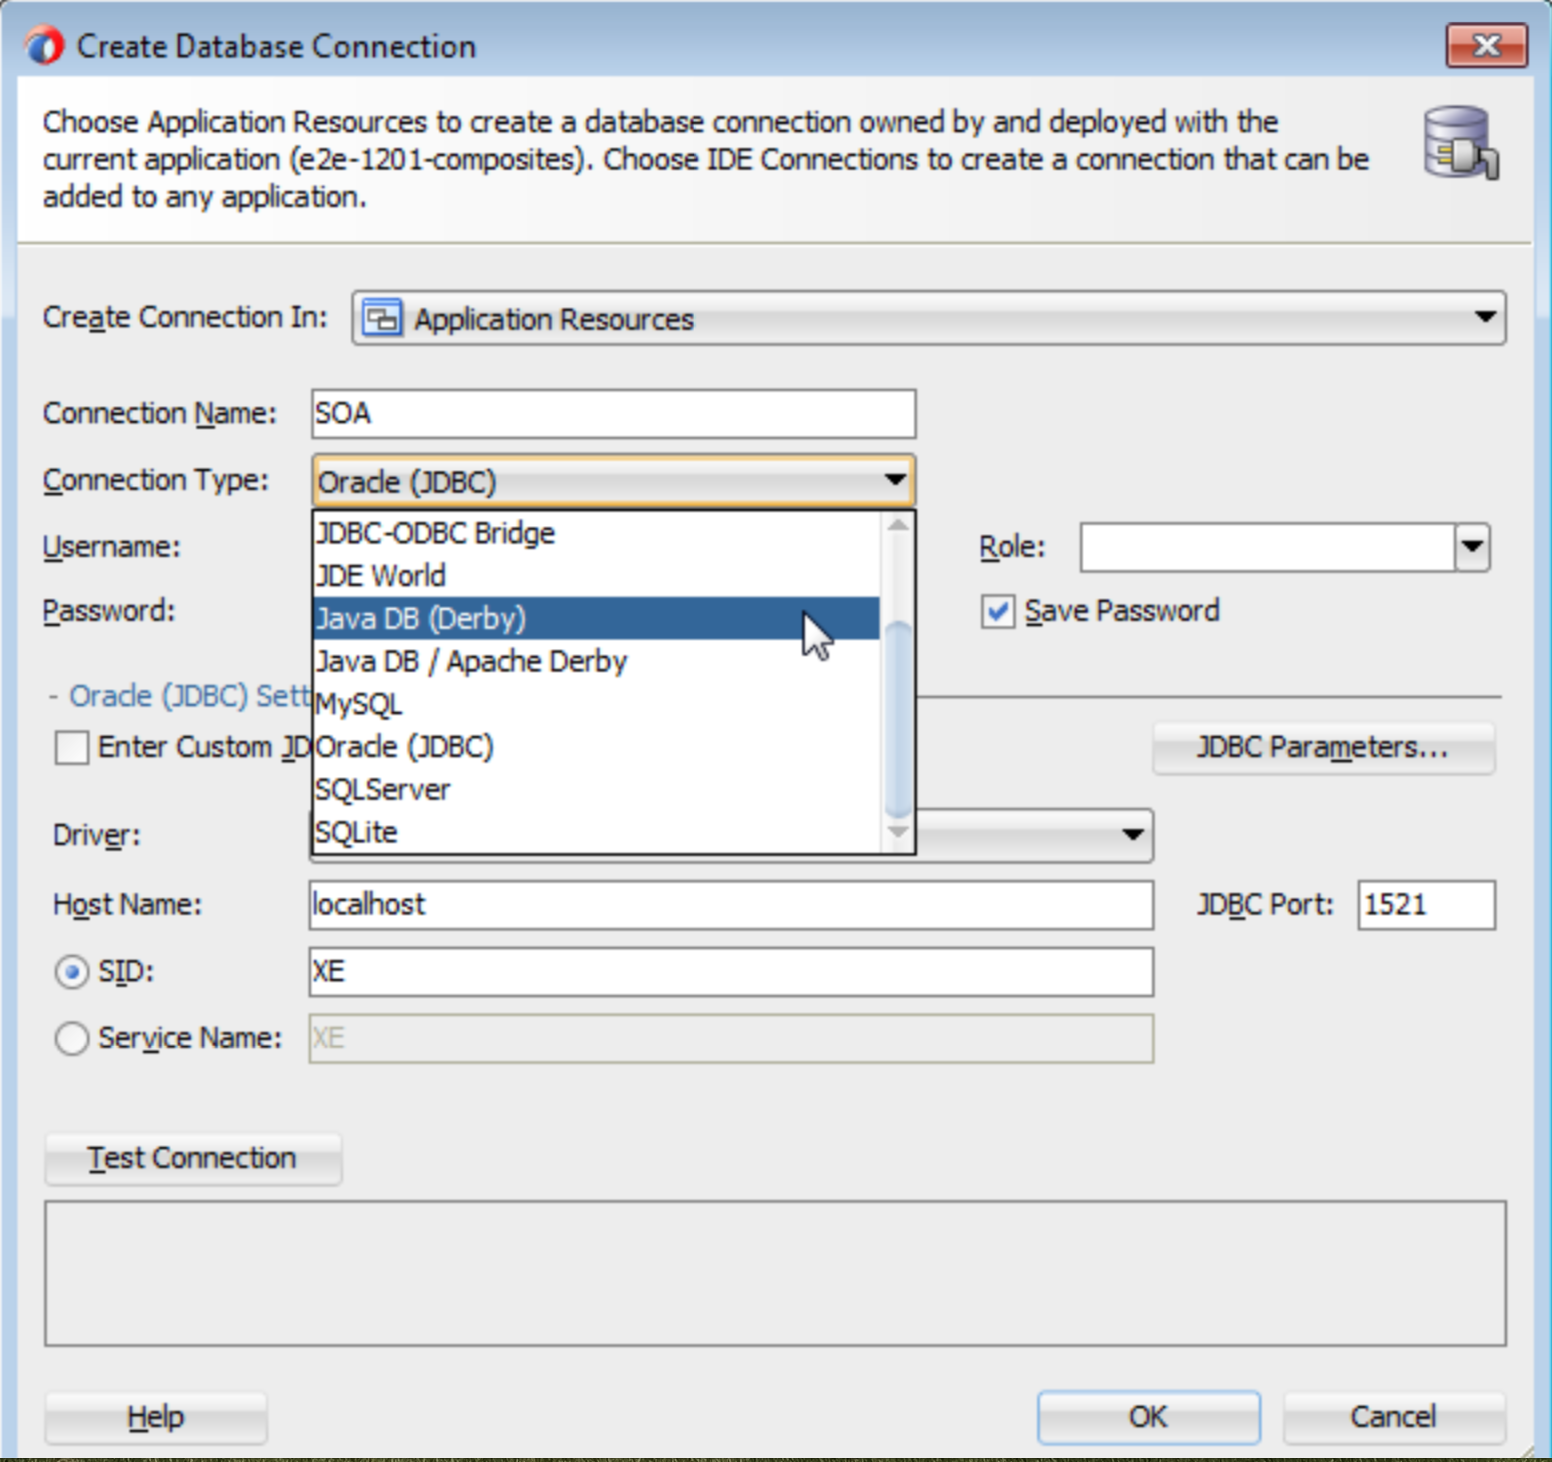 Create Database Connection
Choose Application Resources to create a database connection owned by and deployed with the
current application (e2e-1201-composites). Choose IDE Connections to create a connection that can be
added to any application.
Create Connection In: Application Resources
Connection Name: SOA
Connection Type: Oracle (JDBC)
JDBC-ODBC Bridge
Username:
Role:
JDE World
Password:
Java DB (Derby)
Save Password
Java DB / Apache Derby
- Oracle (JDBC) Sett
MySQL
Enter Custom JD
Oracle (JDBC)
JDBC Parameters...
SQLServer
Driver:
SQLite
Host Name: localhost
JDBC Port: 1521
SID: XE
Service Name: XE
Test Connection
Help
OK
Cancel